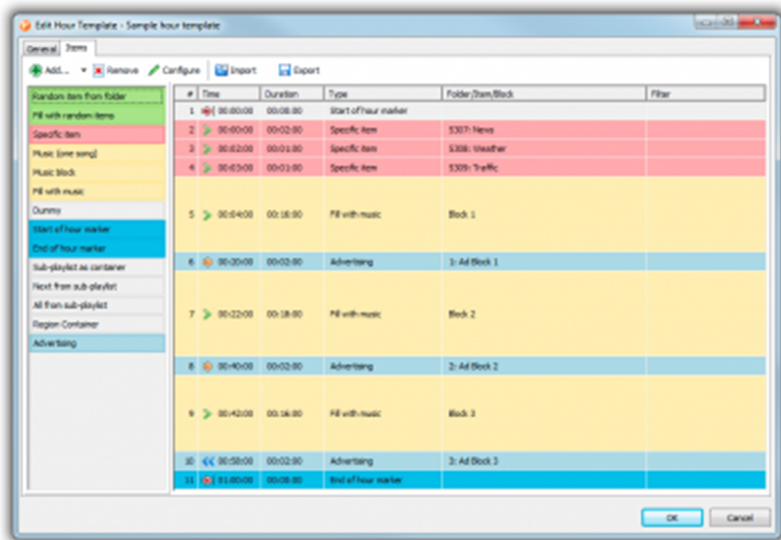 Edit Hour Template - Sample hour template
General Items
Add... Remove Configure Import Export
Random item from folder
Fill with random items
Specific item
Music (one song)
Music block
Fill with music
Dummy
Start of hour marker
End of hour marker
Sub-playlist as container
Next from sub-playlist
All from sub-playlist
Region Container
Advertising
# Time Duration Type Folder/Item/Block Filter
1 00:00:00 00:00:00 Start of hour marker
2 00:00:00 00:02:00 Specific item 5307: News
3 00:02:00 00:01:00 Specific item 5308: Weather
4 00:03:00 00:01:00 Specific item 5309: Traffic
5 00:04:00 00:16:00 Fill with music Block 1
6 00:20:00 00:02:00 Advertising 1: Ad Block 1
7 00:22:00 00:18:00 Fill with music Block 2
8 00:40:00 00:02:00 Advertising 2: Ad Block 2
9 00:42:00 00:16:00 Fill with music Block 3
10 00:58:00 00:02:00 Advertising 3: Ad Block 3
11 01:00:00 00:00:00 End of hour marker
OK Cancel